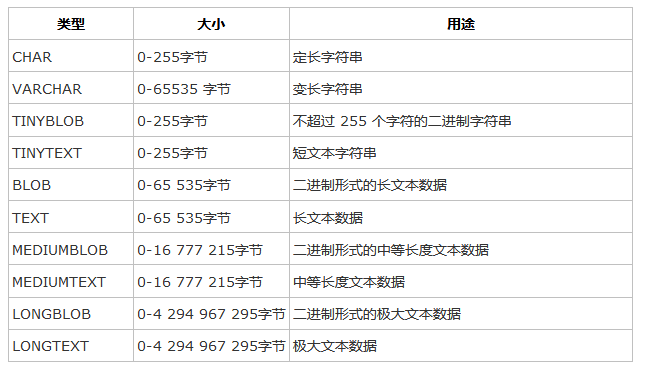 类型 大小 用途
CHAR 0-255字节 定长字符串
VARCHAR 0-65535 字节 变长字符串
TINYBLOB 0-255字节 不超过 255 个字符的二进制字符串
TINYTEXT 0-255字节 短文本字符串
BLOB 0-65 535字节 二进制形式的长文本数据
TEXT 0-65 535字节 长文本数据
MEDIUMBLOB 0-16 777 215字节 二进制形式的中等长度文本数据
MEDIUMTEXT 0-16 777 215字节 中等长度文本数据
LONGBLOB 0-4 294 967 295字节 二进制形式的极大文本数据
LONGTEXT 0-4 294 967 295字节 极大文本数据